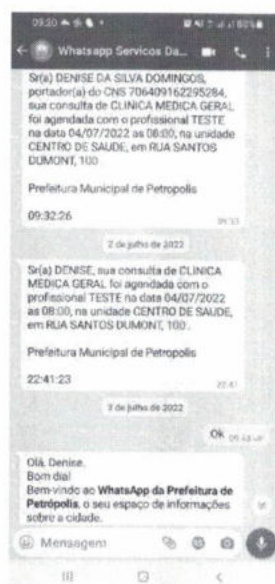 09:20
80%
Whatsapp Servicos Da...
Sr(a) DENISE DA SILVA DOMINGOS,
portador(a) do CNS 706409162295284,
sua consulta de CLINICA MEDICA GERAL
foi agendada com o profissional TESTE
na data 04/07/2022 as 08:00, na unidade
CENTRO DE SAUDE, em RUA SANTOS
DUMONT, 100
Prefeitura Municipal de Petropolis
09:32:26
09:33
2 de julho de 2022
Sr(a) DENISE, sua consulta de CLINICA
MEDICA GERAL foi agendada com o
profissional TESTE na data 04/07/2022
as 08:00, na unidade CENTRO DE SAUDE,
em RUA SANTOS DUMONT, 100 .
Prefeitura Municipal de Petropolis
22:41:23
22:41
3 de julho de 2022
Ok
Olá, Denise.
Bom dia!
Bem-vindo ao WhatsApp da Prefeitura de
Petrópolis, o seu espaço de informações
sobre a cidade.
Mensagem